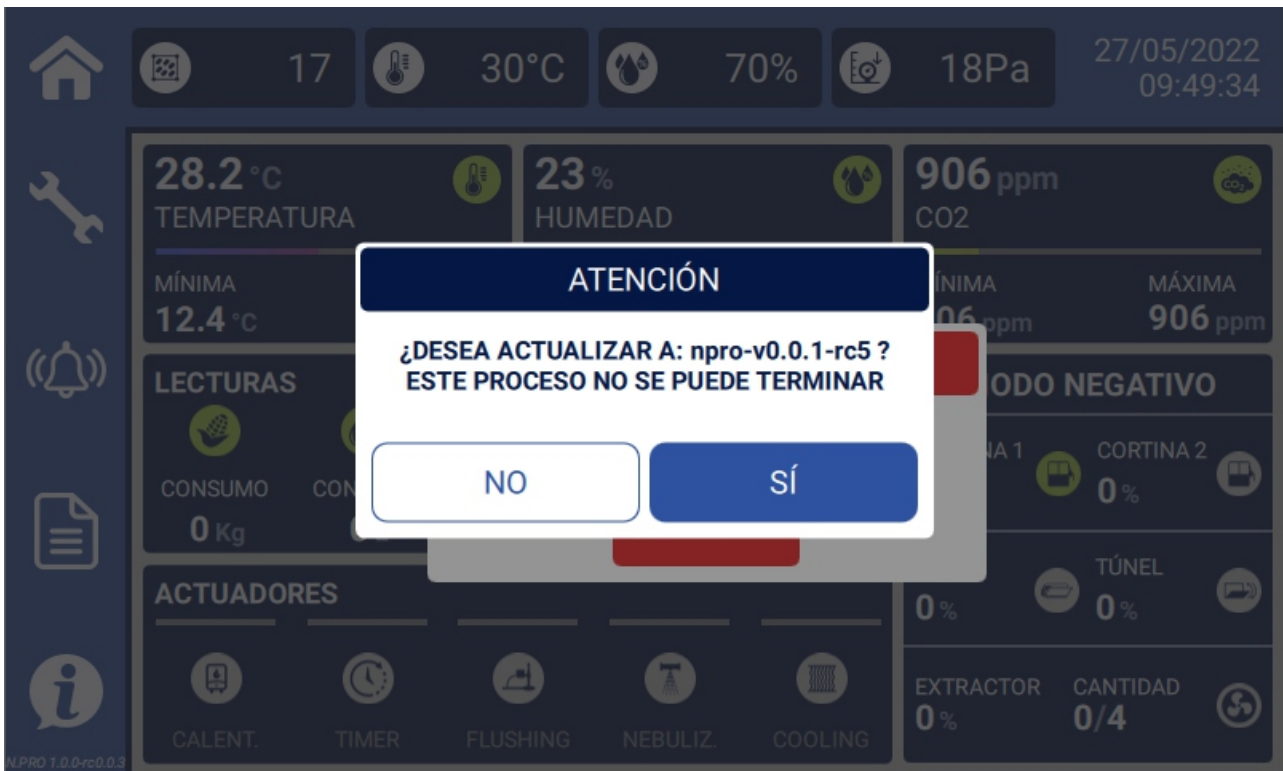 17
30°C
70%
18Pa
27/05/2022
09:49:34
28.2 °C
TEMPERATURA
23 %
HUMEDAD
906 ppm
CO2
MÍNIMA
12.4 °C
MÁXIMA
906 ppm
ATENCIÓN
¿DESEA ACTUALIZAR A: npro-v0.0.1-rc5 ?
ESTE PROCESO NO SE PUEDE TERMINAR
NO
SÍ
LECTURAS
CONSUMO
0 Kg
NEGATIVO
CORTINA 2
0 %
0 %
TÚNEL
0 %
EXTRACTOR
0 %
CANTIDAD
0/4
ACTUADORES
CALENT.
TIMER
FLUSHING
NEBULIZ.
COOLING
N.PRO 1.0.0-rc0.0.3